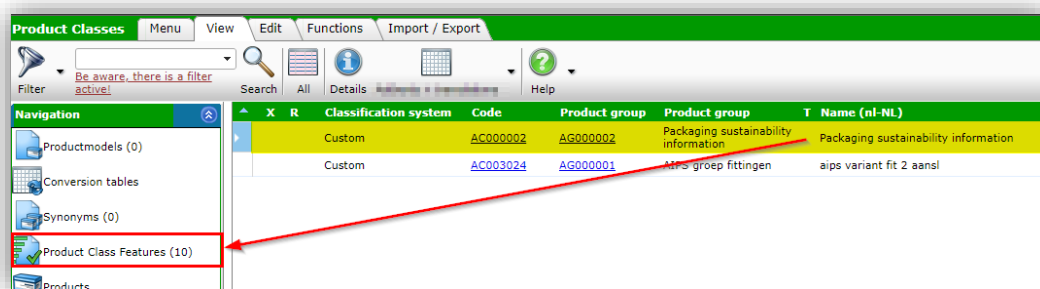 Product Classes Menu View Edit Functions Import / Export
Be aware, there is a filter
active!
Filter Search All Details Help
Navigation X R Classification system Code Product group Product group T Name (nl-NL)
Productmodels (0)
Custom AC000002 AG000002 Packaging sustainability
information Packaging sustainability information
Conversion tables
Custom AC003024 AG000001 AIPS groep fittingen aips variant fit 2 aansl
Synonyms (0)
Product Class Features (10)
Products